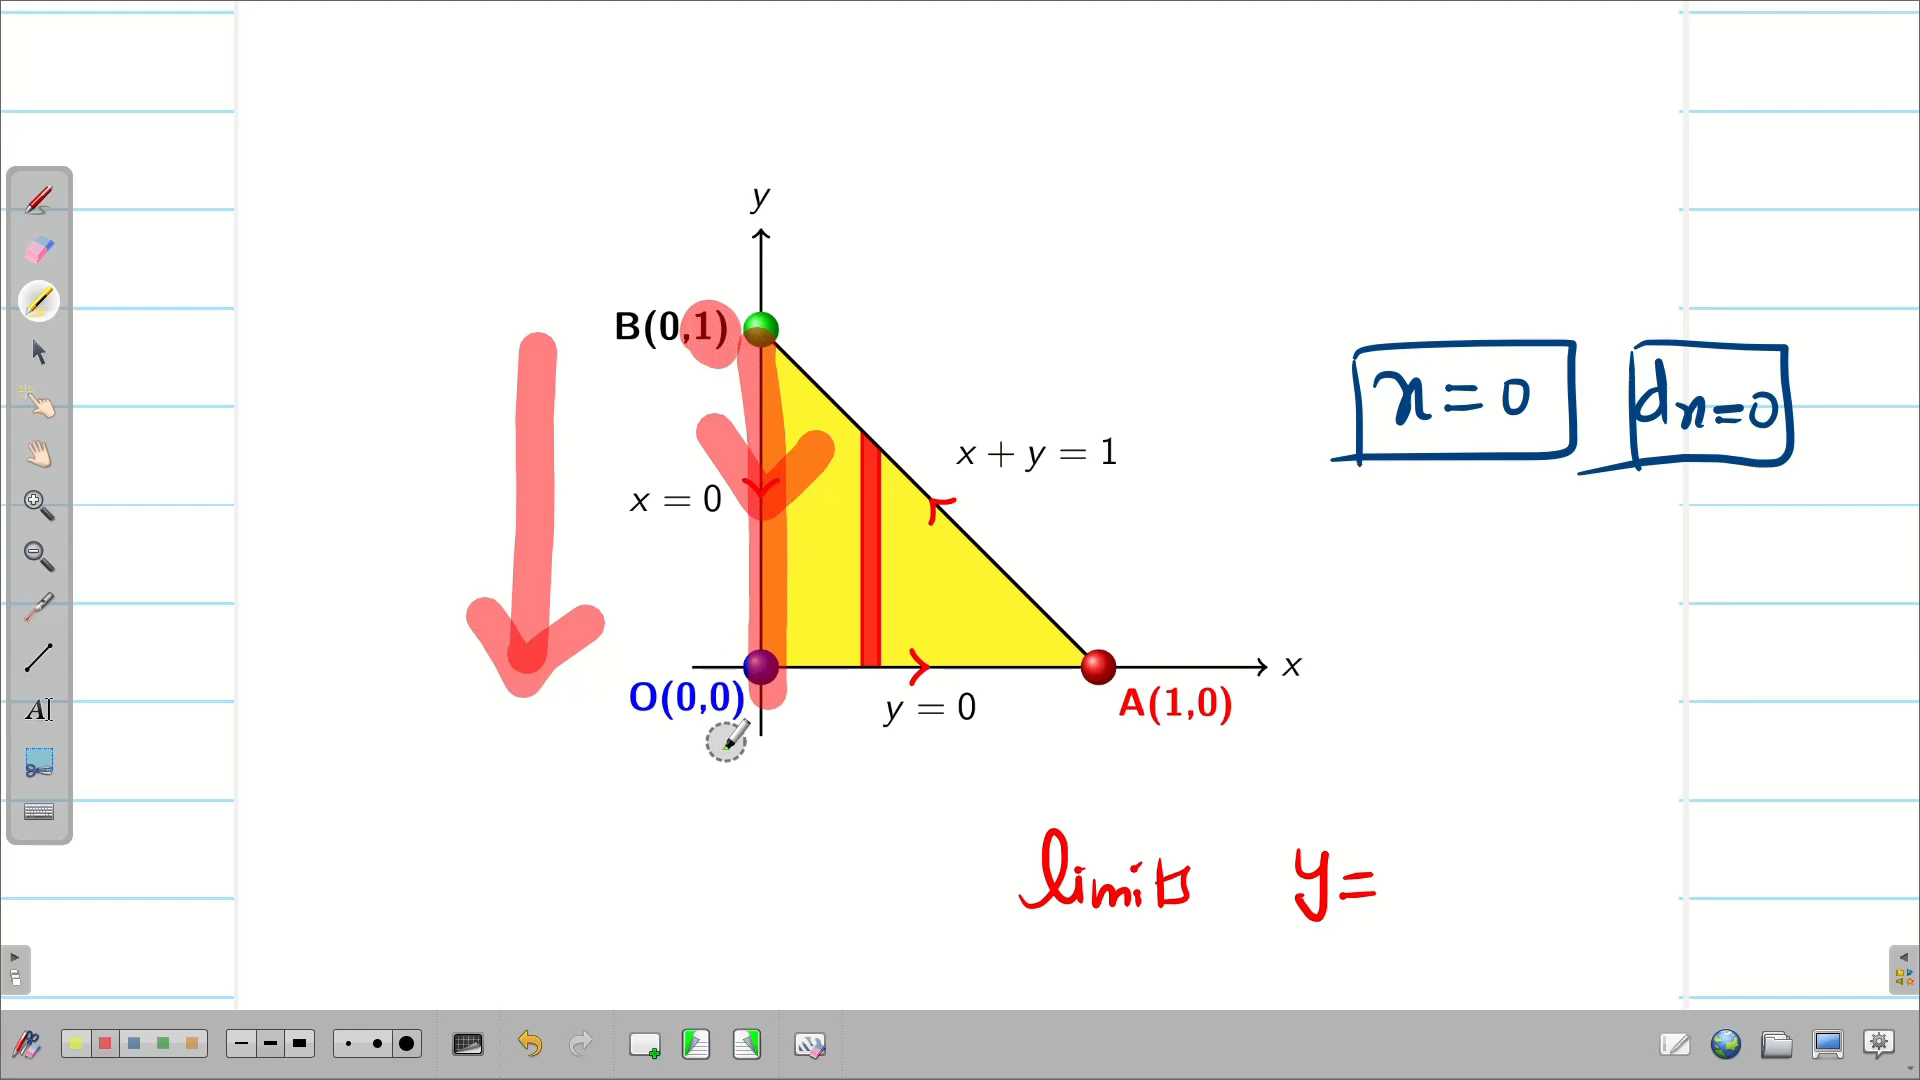 y
B(0,1)
x = 0
dx=0
x + y = 1
x = 0
x
O(0,0)
y = 0
A(1,0)
limits y=